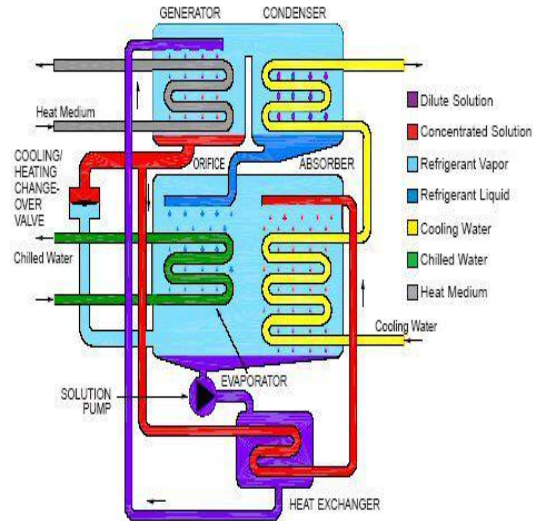 GENERATOR
CONDENSER
Heat Medium
COOLING/
HEATING
CHANGE-
OVER
VALVE
ORIFICE
ABSORBER
Chilled Water
Cooling Water
EVAPORATOR
SOLUTION
PUMP
HEAT EXCHANGER
Dilute Solution
Concentrated Solution
Refrigerant Vapor
Refrigerant Liquid
Cooling Water
Chilled Water
Heat Medium